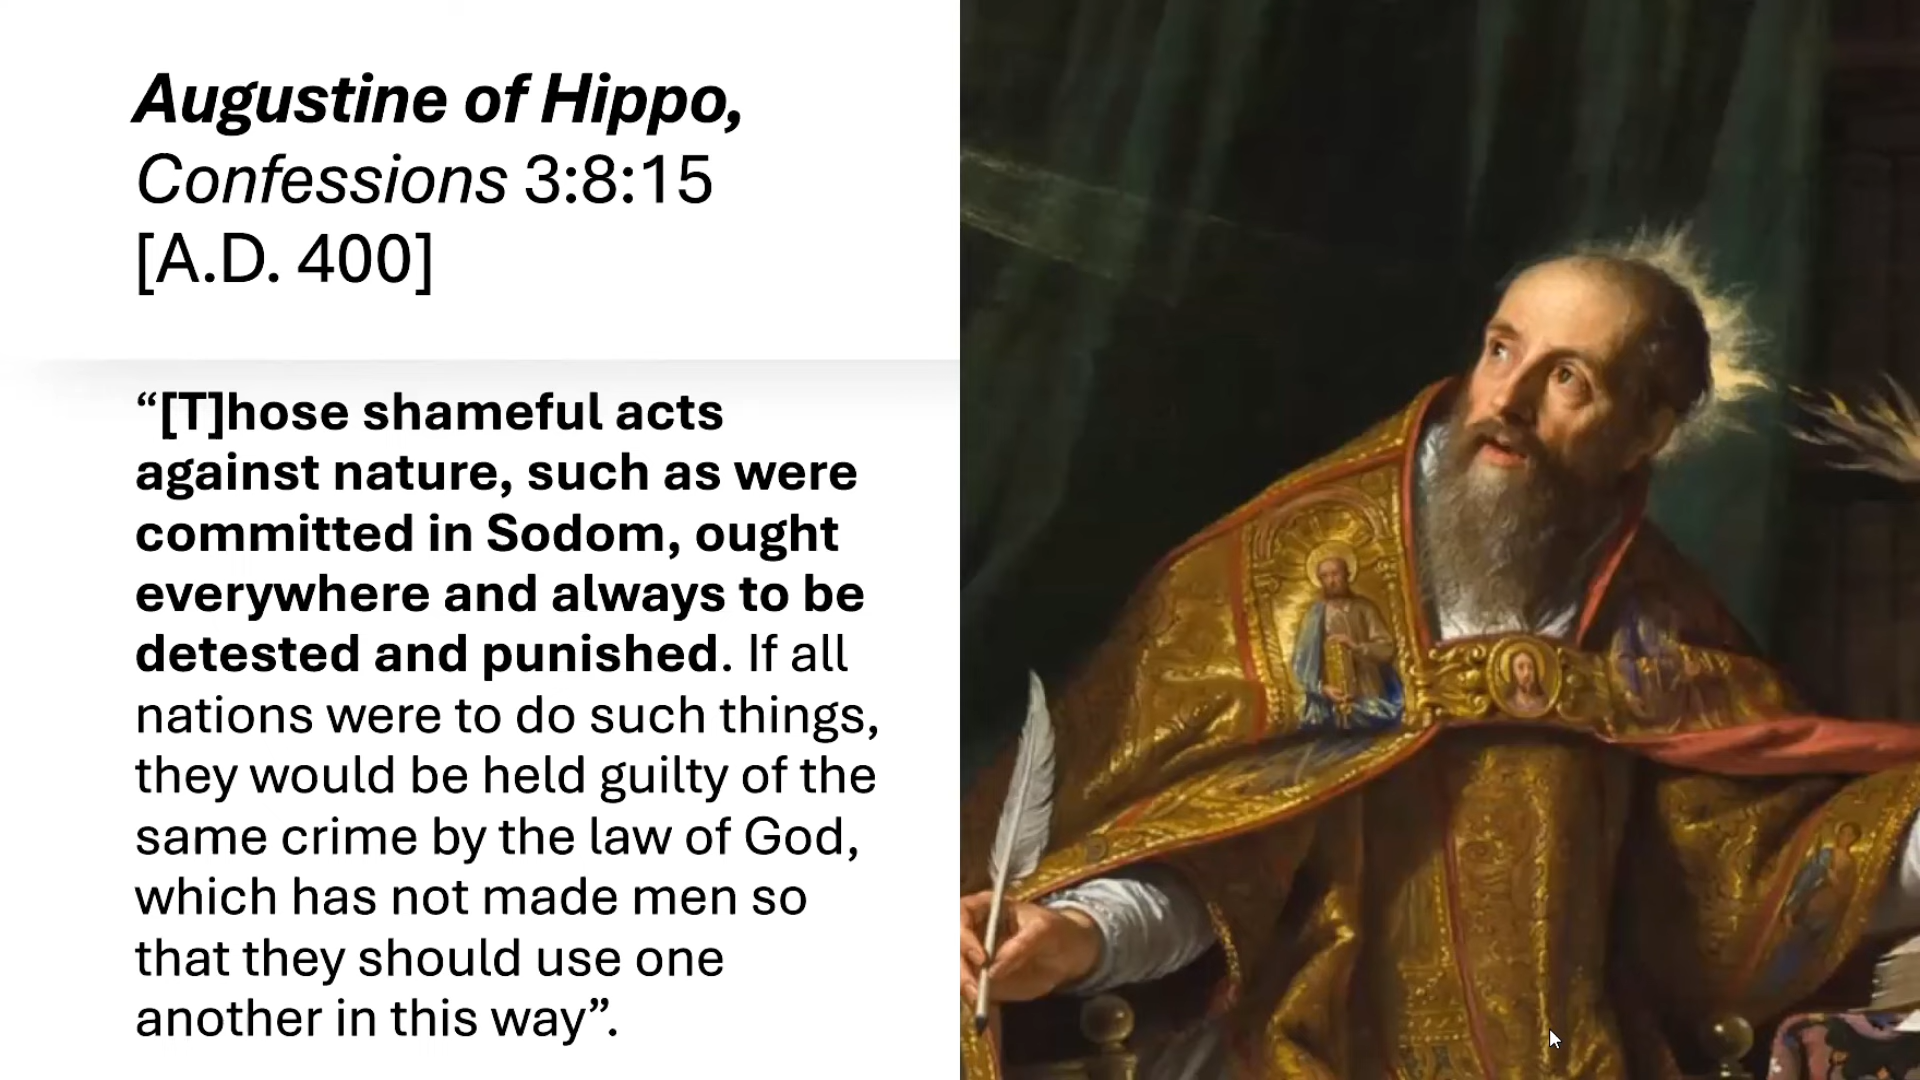 Augustine of Hippo,
Confessions 3:8:15
[A.D. 400]
“[T]hose shameful acts
against nature, such as were
committed in Sodom, ought
everywhere and always to be
detested and punished. If all
nations were to do such things,
they would be held guilty of the
same crime by the law of God,
which has not made men so
that they should use one
another in this way”.